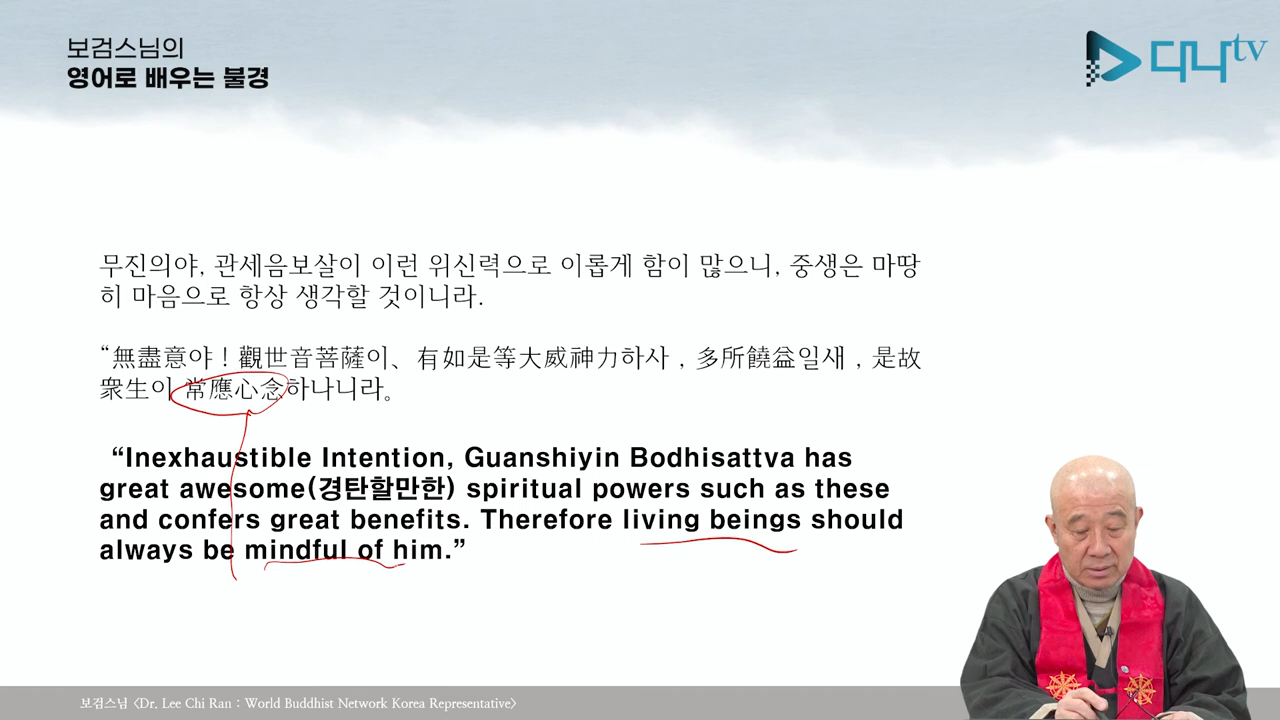 보검스님의
영어로 배우는 불경
디나tv
무진의야, 관세음보살이 이런 위신력으로 이롭게 함이 많으니, 중생은 마땅
히 마음으로 항상 생각할 것이니라.
“無盡意야！觀世音菩薩이、有如是等大威神力하사，多所饒益일새，是故
衆生이 常應心念하나니라。
“Inexhaustible Intention, Guanshiyin Bodhisattva has
great awesome(경탄할만한) spiritual powers such as these
and confers great benefits. Therefore living beings should
always be mindful of him.”
보검스님 <Dr. Lee Chi Ran : World Buddhist Network Korea Representative>